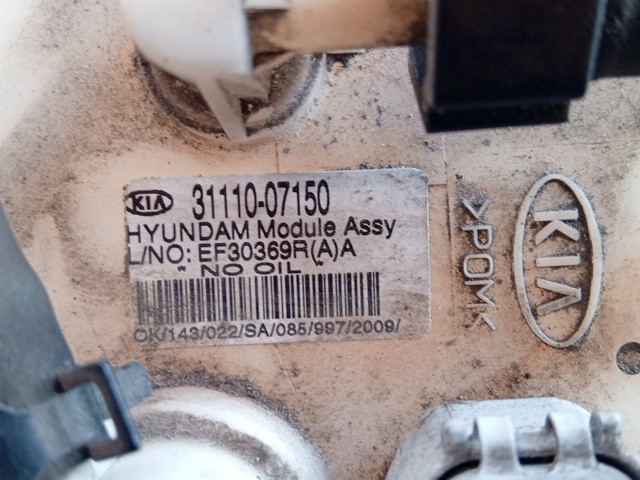 KIA 31110-07150
HYUNDAM Module Assy
L/NO: EF30369R(A)A
* NO OIL *
OK/143/022/SA/085/997/2009/
>POM<
KIA